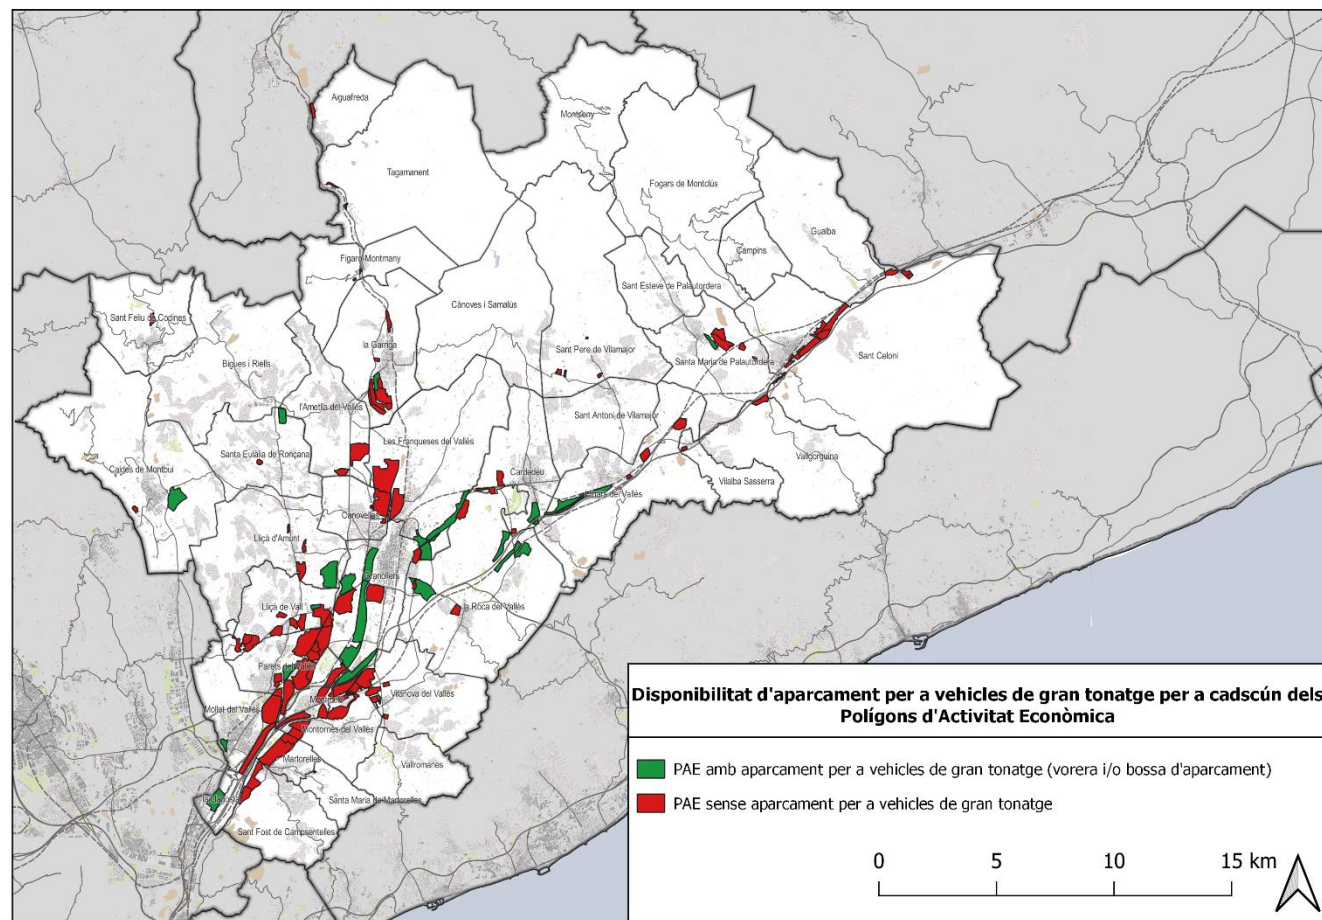 Aiguafreda
Montseny
Tagamanent
Fogars de Montclús
Gualba
Campins
Figaró-Montmany
Sant Esteve de Palautordera
Cànoves i Samalús
Sant Feliu de Codines
la Garriga
Sant Pere de Vilamajor
Santa Maria de Palautordera
Sant Celoni
Bigues i Riells
l'Ametlla del Vallès
Sant Antoni de Vilamajor
Les Franqueses del Vallès
Santa Eulàlia de Ronçana
Vallgorguina
Caldes de Montbui
Cardedeu
Vilalba Sasserra
Llinars del Vallès
Canovelles
Lliçà d'Amunt
Granollers
Lliçà de Vall
la Roca del Vallès
Parets del Vallès
Vilanova del Vallès
Mollet del Vallès
Montornès del Vallès
Martorelles
Vallromanes
Santa Maria de Martorelles
Sant Fost de Campsentelles
Disponibilitat d'aparcament per a vehicles de gran tonatge per a cadscún dels
Polígons d'Activitat Econòmica
PAE amb aparcament per a vehicles de gran tonatge (vorera i/o bossa d'aparcament)
PAE sense aparcament per a vehicles de gran tonatge
0 5 10 15 km